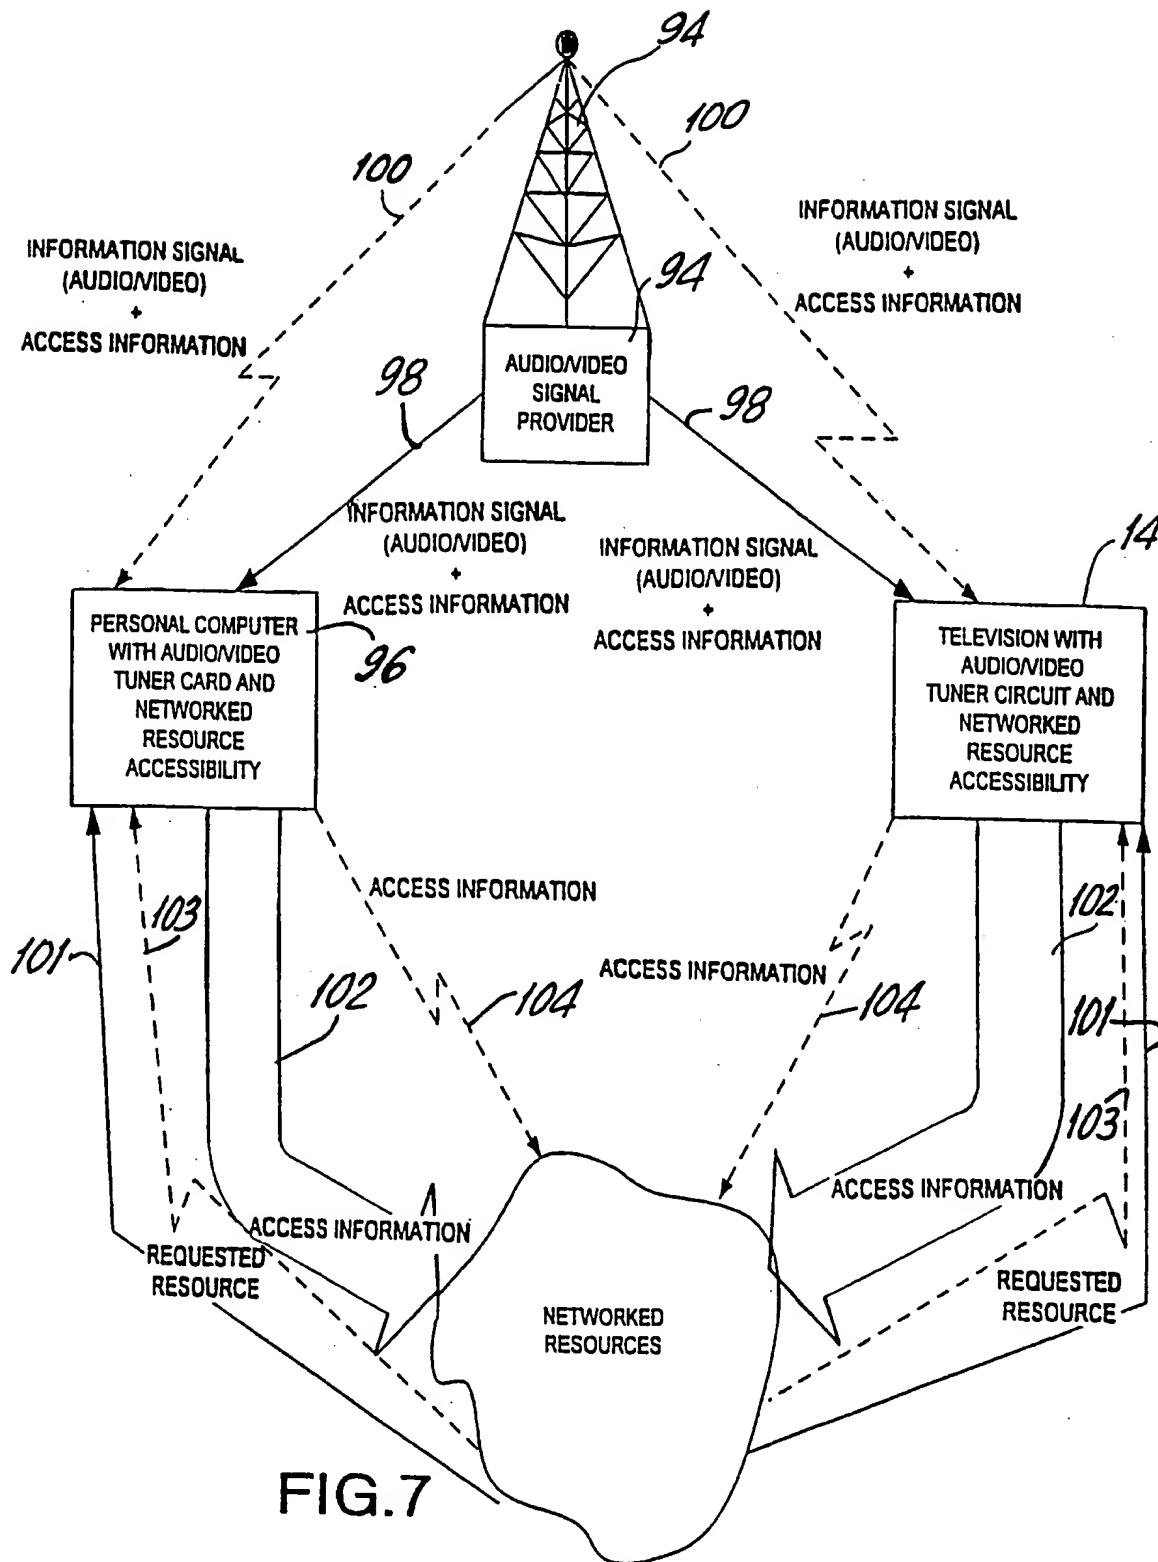 94
100
100
INFORMATION SIGNAL
(AUDIO/VIDEO)
+
ACCESS INFORMATION
INFORMATION SIGNAL
(AUDIO/VIDEO)
+
ACCESS INFORMATION
94
AUDIO/VIDEO
SIGNAL
PROVIDER
98
98
INFORMATION SIGNAL
(AUDIO/VIDEO)
+
ACCESS INFORMATION
INFORMATION SIGNAL
(AUDIO/VIDEO)
+
ACCESS INFORMATION
14
PERSONAL COMPUTER
WITH AUDIO/VIDEO
TUNER CARD AND
NETWORKED
RESOURCE
ACCESSIBILITY
96
TELEVISION WITH
AUDIO/VIDEO
TUNER CIRCUIT AND
NETWORKED
RESOURCE
ACCESSIBILITY
ACCESS INFORMATION
ACCESS INFORMATION
101
103
102
104
104
102
101
103
ACCESS INFORMATION
REQUESTED
RESOURCE
ACCESS INFORMATION
REQUESTED
RESOURCE
NETWORKED
RESOURCES
FIG.7